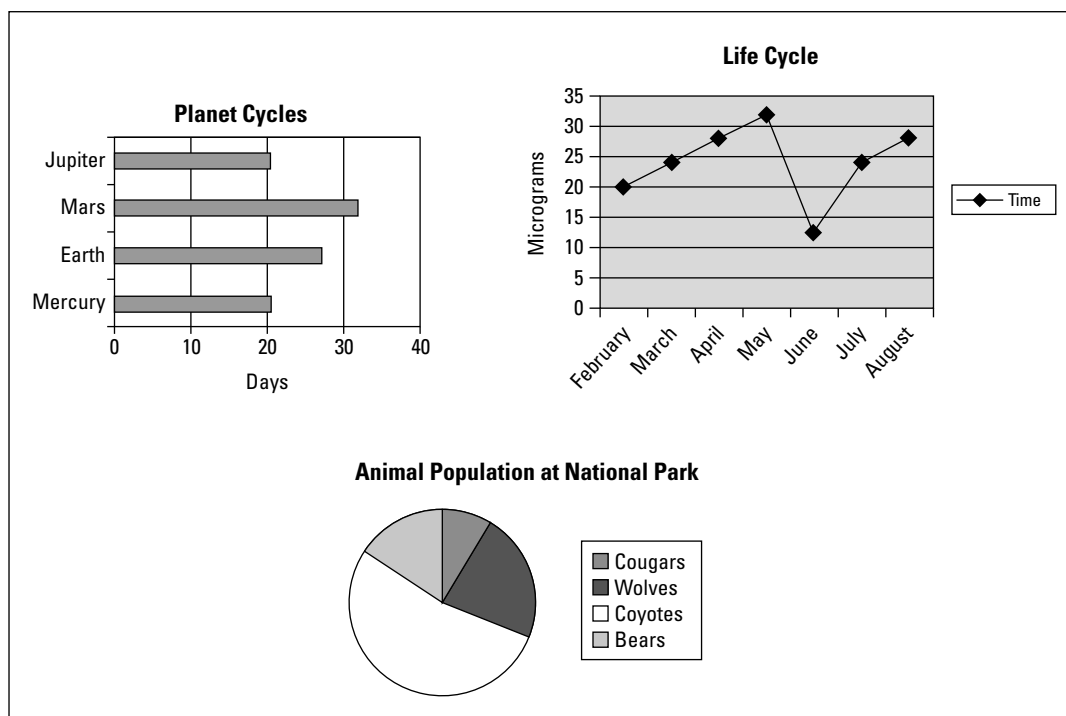 Planet Cycles
Jupiter
Mars
Earth
Mercury
0 10 20 30 40
Days
Life Cycle
35
30
25
20
15
10
5
0
Micrograms
February
March
April
May
June
July
August
Time
Animal Population at National Park
Cougars
Wolves
Coyotes
Bears